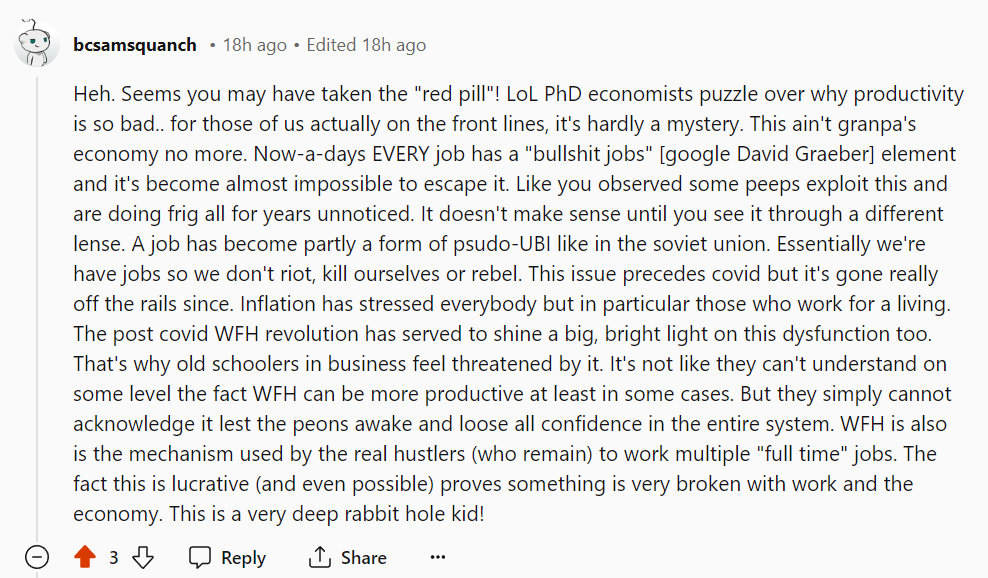 bcsamsquanch • 18h ago • Edited 18h ago
Heh. Seems you may have taken the "red pill"! LoL PhD economists puzzle over why productivity
is so bad.. for those of us actually on the front lines, it's hardly a mystery. This ain't granpa's
economy no more. Now-a-days EVERY job has a "bullshit jobs" [google David Graeber] element
and it's become almost impossible to escape it. Like you observed some peeps exploit this and
are doing frig all for years unnoticed. It doesn't make sense until you see it through a different
lense. A job has become partly a form of psudo-UBI like in the soviet union. Essentially we're
have jobs so we don't riot, kill ourselves or rebel. This issue precedes covid but it's gone really
off the rails since. Inflation has stressed everybody but in particular those who work for a living.
The post covid WFH revolution has served to shine a big, bright light on this dysfunction too.
That's why old schoolers in business feel threatened by it. It's not like they can't understand on
some level the fact WFH can be more productive at least in some cases. But they simply cannot
acknowledge it lest the peons awake and loose all confidence in the entire system. WFH is also
is the mechanism used by the real hustlers (who remain) to work multiple "full time" jobs. The
fact this is lucrative (and even possible) proves something is very broken with work and the
economy. This is a very deep rabbit hole kid!
3 Reply Share ···